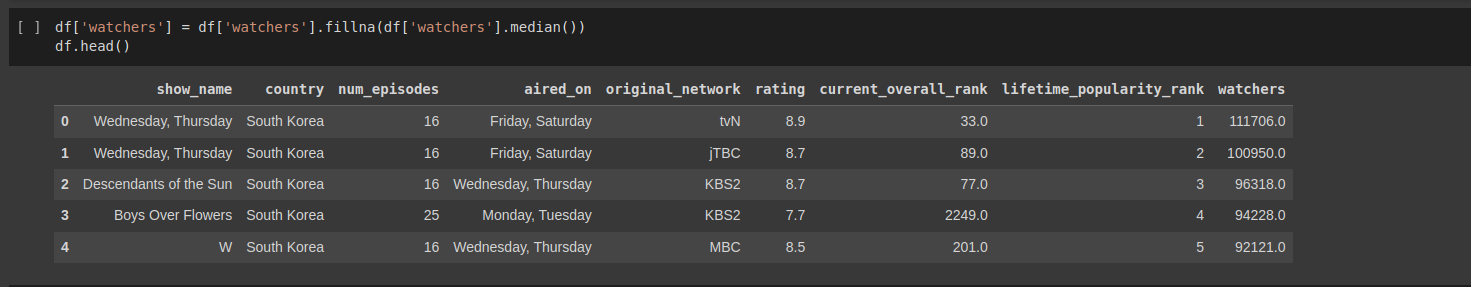 [ ] df['watchers'] = df['watchers'].fillna(df['watchers'].median())
df.head()
show_name country num_episodes aired_on original_network rating current_overall_rank lifetime_popularity_rank watchers
0 Wednesday, Thursday South Korea 16 Friday, Saturday tvN 8.9 33.0 1 111706.0
1 Wednesday, Thursday South Korea 16 Friday, Saturday jTBC 8.7 89.0 2 100950.0
2 Descendants of the Sun South Korea 16 Wednesday, Thursday KBS2 8.7 77.0 3 96318.0
3 Boys Over Flowers South Korea 25 Monday, Tuesday KBS2 7.7 2249.0 4 94228.0
4 W South Korea 16 Wednesday, Thursday MBC 8.5 201.0 5 92121.0